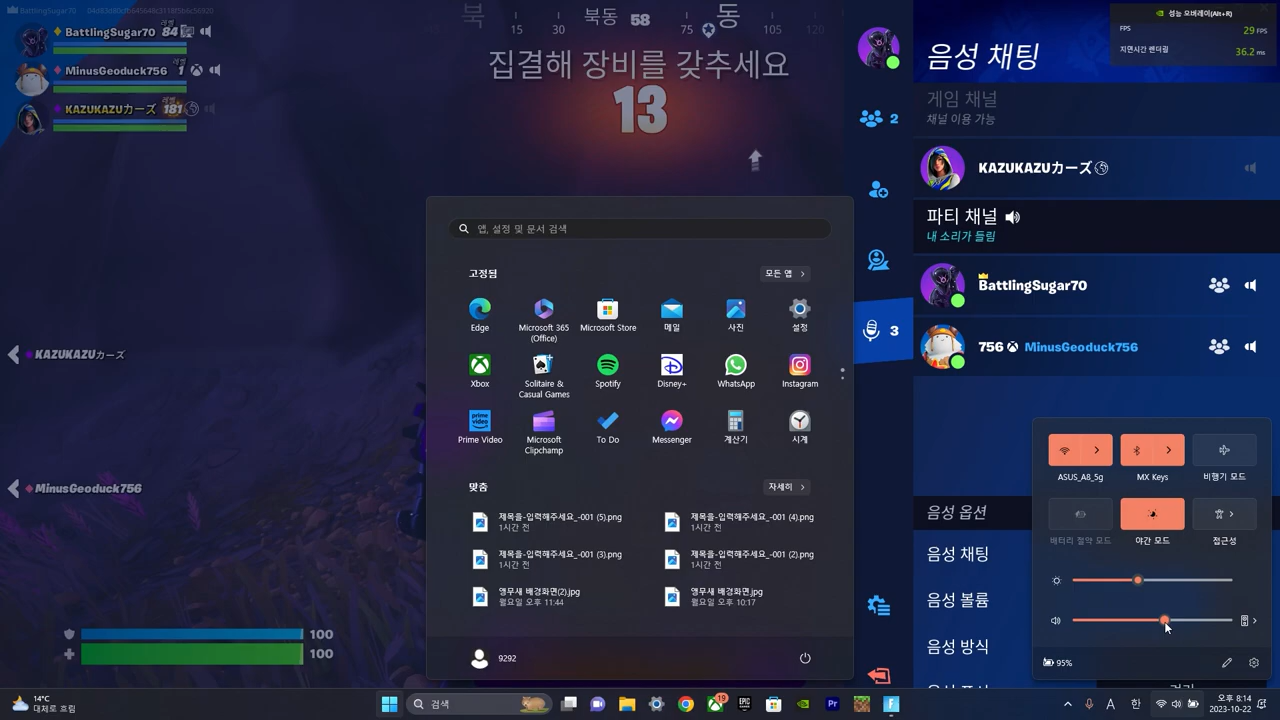 BattlingSugar70
레벨
BattlingSugar70 84
레벨
MinusGeoduck756 1
레벨
KAZUKAZUカーズ 181
북
15
30
북동 58
75
동
105
120
집결해 장비를 갖추세요
13
KAZUKAZUカーズ
MinusGeoduck756
100
100
성능 오버레이(Alt+R)
FPS
29 FPS
지연시간 렌더링
36.2 ms
음성 채팅
게임 채널
채널 이용 가능
2
KAZUKAZUカーズ
파티 채널
내 소리가 들림
BattlingSugar70
3
756 MinusGeoduck756
음성 옵션
음성 채팅
음성 볼륨
음성 방식
앱, 설정 및 문서 검색
고정됨
모든 앱
Edge
Microsoft 365
(Office)
Microsoft Store
메일
사진
설정
Xbox
Solitaire &
Casual Games
Spotify
Disney+
WhatsApp
Instagram
prime
video
Prime Video
Microsoft
Clipchamp
To Do
Messenger
계산기
시계
맞춤
자세히
제목을-입력해주세요_-001 (5).png
1시간 전
제목을-입력해주세요_-001 (4).png
1시간 전
제목을-입력해주세요_-001 (3).png
1시간 전
제목을-입력해주세요_-001 (2).png
1시간 전
앵무새 배경화면(2).jpg
월요일 오후 11:44
앵무새 배경화면.jpg
월요일 오후 10:17
9292
ASUS_A8_5g
MX Keys
비행기 모드
배터리 절약 모드
야간 모드
접근성
95%
14°C
대체로 흐림
검색
19
EPIC
GAMES
Pr
A
한
오후 8:14
2023-10-22